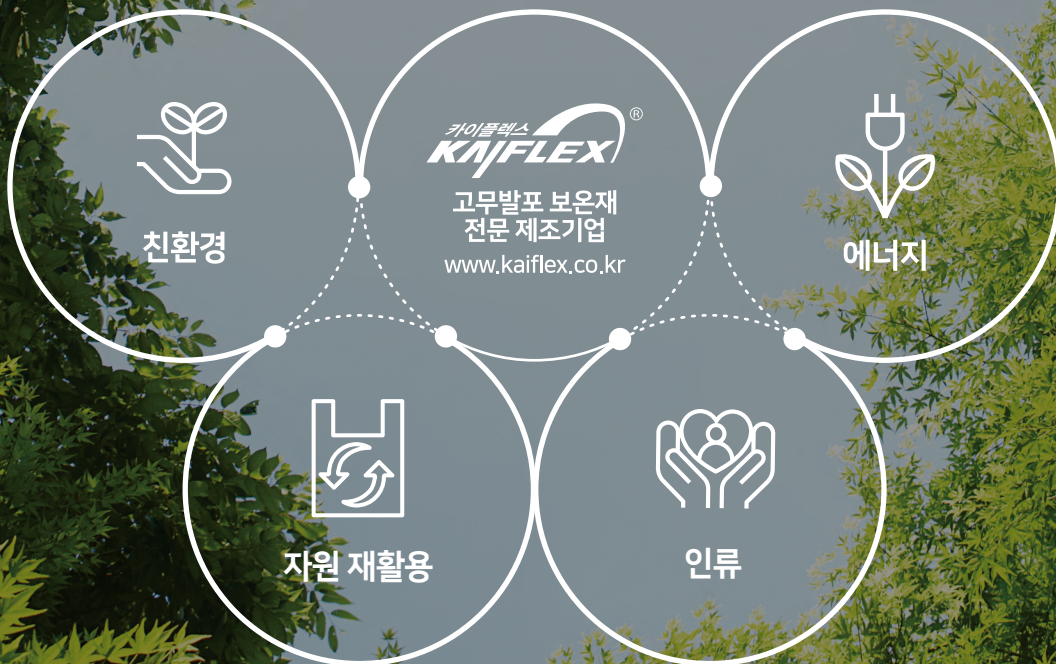 카이플렉스
KAIFLEX®
고무발포 보온재
전문 제조기업
www.kaiflex.co.kr
친환경
에너지
자원 재활용
인류